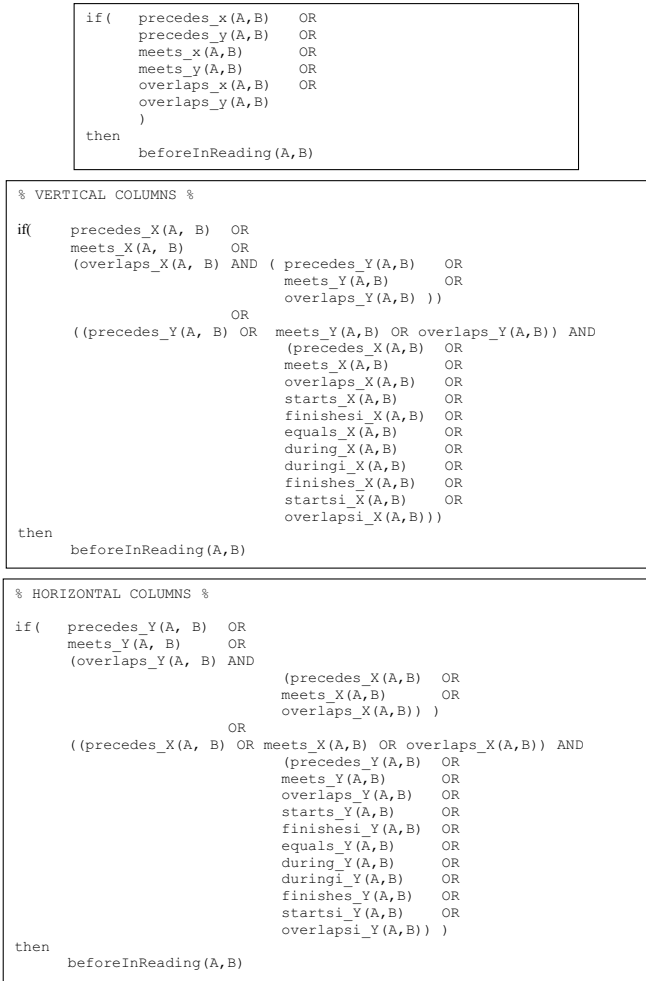 if( precedes_x(A,B) OR
precedes_y(A,B) OR
meets_x(A,B) OR
meets_y(A,B) OR
overlaps_x(A,B) OR
overlaps_y(A,B)
)
then
beforeInReading(A,B)
% VERTICAL COLUMNS %
if( precedes_X(A, B) OR
meets_X(A, B) OR
(overlaps_X(A, B) AND ( precedes_Y(A,B) OR
meets_Y(A,B) OR
overlaps_Y(A,B) ))
OR
((precedes_Y(A, B) OR meets_Y(A,B) OR overlaps_Y(A,B)) AND
(precedes_X(A,B) OR
meets_X(A,B) OR
overlaps_X(A,B) OR
starts_X(A,B) OR
finishesi_X(A,B) OR
equals_X(A,B) OR
during_X(A,B) OR
duringi_X(A,B) OR
finishes_X(A,B) OR
startsi_X(A,B) OR
overlapsi_X(A,B)))
then
beforeInReading(A,B)
% HORIZONTAL COLUMNS %
if( precedes_Y(A, B) OR
meets_Y(A, B) OR
(overlaps_Y(A, B) AND
(precedes_X(A,B) OR
meets_X(A,B) OR
overlaps_X(A,B)) )
OR
((precedes_X(A, B) OR meets_X(A,B) OR overlaps_X(A,B)) AND
(precedes_Y(A,B) OR
meets_Y(A,B) OR
overlaps_Y(A,B) OR
starts_Y(A,B) OR
finishesi_Y(A,B) OR
equals_Y(A,B) OR
during_Y(A,B) OR
duringi_Y(A,B) OR
finishes_Y(A,B) OR
startsi_Y(A,B) OR
overlapsi_Y(A,B)) )
then
beforeInReading(A,B)